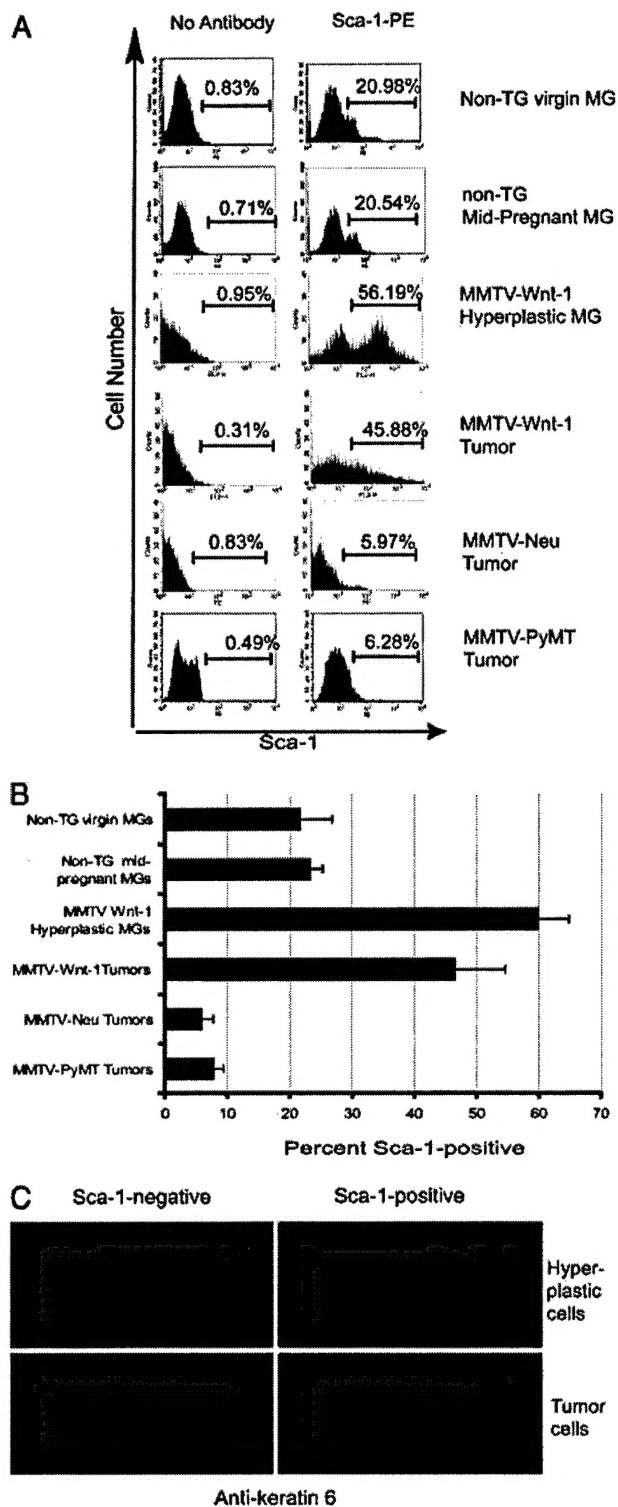 A
No Antibody
Sca-1-PE
Cell Number
0.83%
20.98%
Non-TG virgin MG
0.71%
20.54%
non-TG
Mid-Pregnant MG
0.95%
56.19%
MMTV-Wnt-1
Hyperplastic MG
0.31%
45.88%
MMTV-Wnt-1
Tumor
0.83%
5.97%
MMTV-Neu
Tumor
0.49%
6.28%
MMTV-PyMT
Tumor
Sca-1
B
Non-TG virgin MGs
Non-TG mid-
pregnant MGs
MMTV Wnt-1
Hyperplastic MGs
MMTV-Wnt-1Tumors
MMTV-Neu Tumors
MMTV-PyMT Tumors
0 10 20 30 40 50 60 70
Percent Sca-1-positive
C
Sca-1-negative
Sca-1-positive
Hyper-
plastic
cells
Tumor
cells
Anti-keratin 6